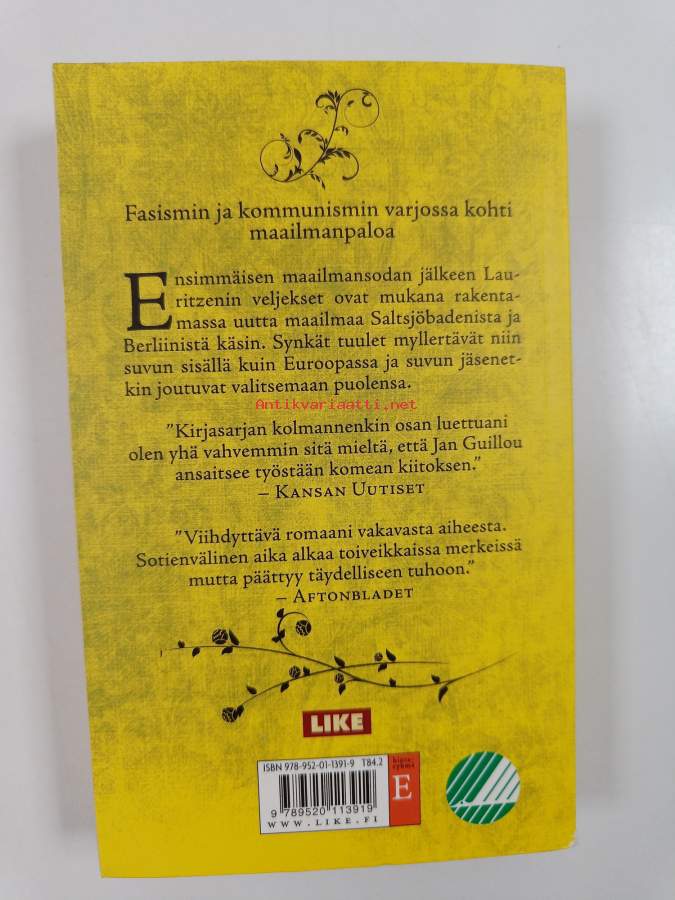 Fasismin ja kommunismin varjossa kohti
maailmanpaloa
Ensimmäisen maailmansodan jälkeen Lau-
ritzenin veljekset ovat mukana rakenta-
massa uutta maailmaa Saltsjöbadenista ja
Berliinistä käsin. Synkät tuulet myllertävät niin
suvun sisällä kuin Euroopassa ja suvun jäsenet-
kin joutuvat valitsemaan puolensa.
Antikvariaatti.net
”Kirjasarjan kolmannenkin osan luettuani
olen yhä vahvemmin sitä mieltä, että Jan Guillou
ansaitsee työstään komean kiitoksen.”
– Kansan Uutiset
”Viihdyttävä romaani vakavasta aiheesta.
Sotienvälinen aika alkaa toiveikkaissa merkeissä
mutta päättyy täydelliseen tuhoon.”
– Aftonbladet
LIKE
ISBN 978-952-01-1391-9 T84.2
9 789520 113919
WWW.LIKE.FI
hinta-
ryhmä
E